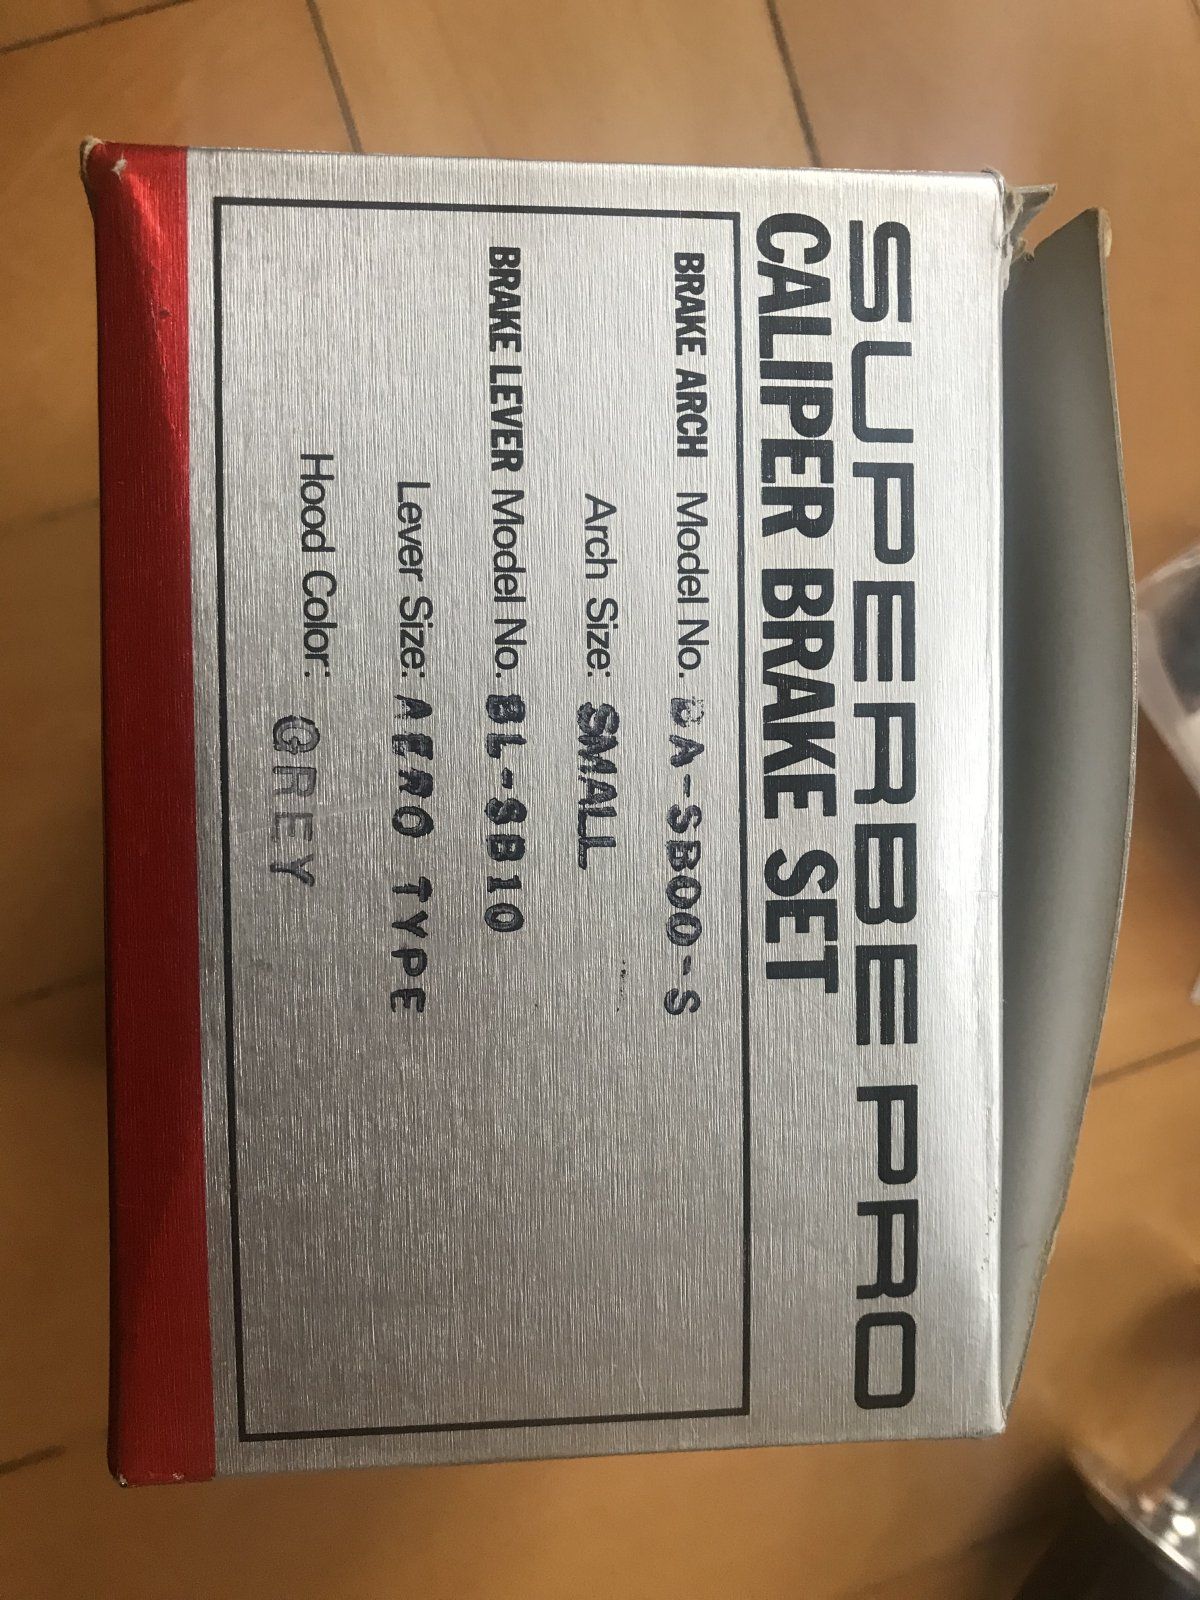 SUPERBE PRO
CALIPER BRAKE SET
BRAKE ARCH Model No. BA-SB00-S
Arch Size: SMALL
BRAKE LEVER Model No. BL-SB10
Lever Size: AERO TYPE
Hood Color: GREY